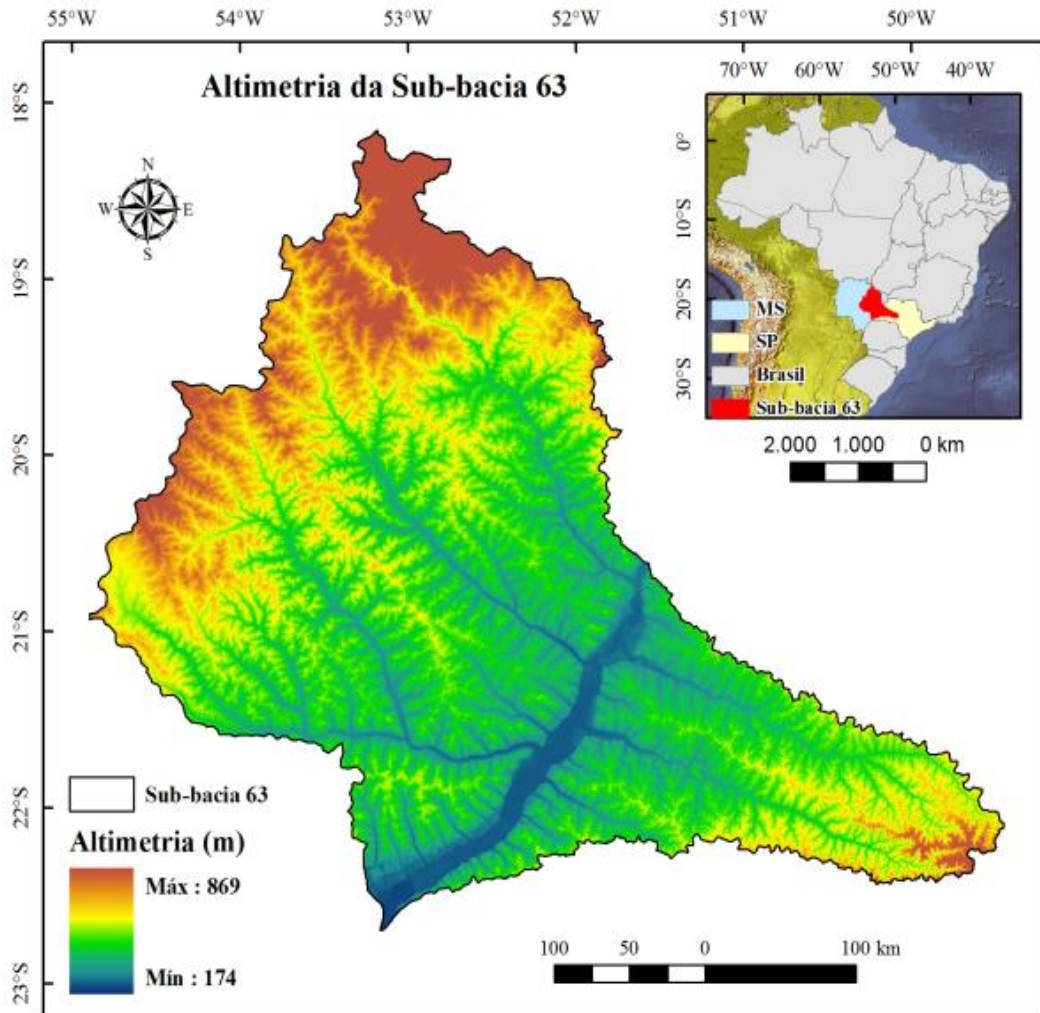 55°W 54°W 53°W 52°W 51°W 50°W
Altimetria da Sub-bacia 63
18°S
19°S
20°S
21°S
22°S
23°S
N
W E
S
70°W 60°W 50°W 40°W
0°
10°S
20°S
30°S
MS
SP
Brasil
Sub-bacia 63
2.000 1.000 0 km
Sub-bacia 63
Altimetria (m)
Máx : 869
Mín : 174
100 50 0 100 km